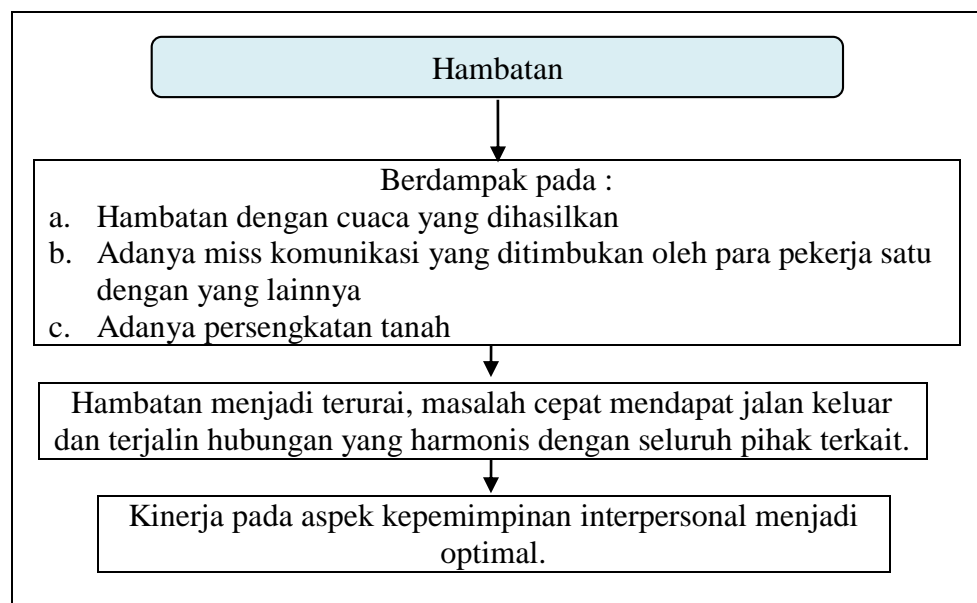 Hambatan
Berdampak pada :
a. Hambatan dengan cuaca yang dihasilkan
b. Adanya miss komunikasi yang ditimbukan oleh para pekerja satu
dengan yang lainnya
c. Adanya persengkatan tanah
Hambatan menjadi terurai, masalah cepat mendapat jalan keluar
dan terjalin hubungan yang harmonis dengan seluruh pihak terkait.
Kinerja pada aspek kepemimpinan interpersonal menjadi
optimal.